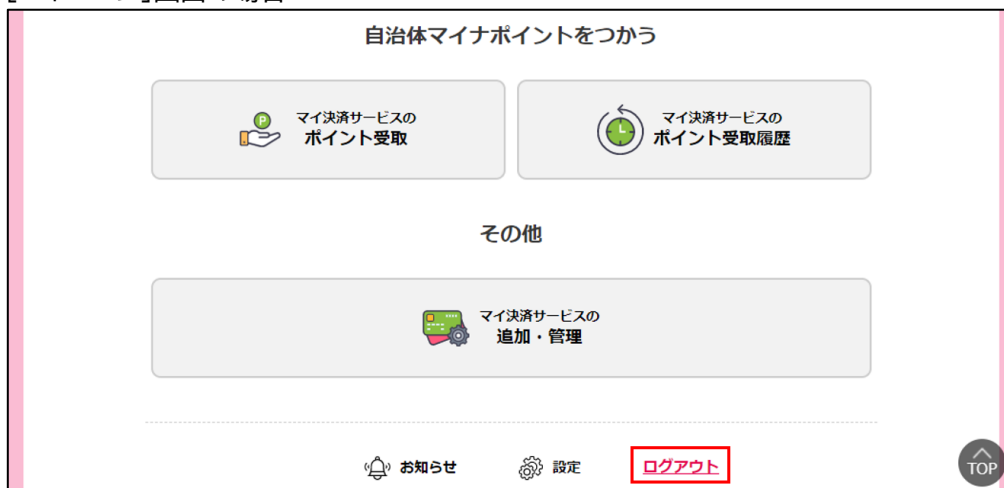 自治体マイナポイントをつかう
P
マイ決済サービスの
ポイント受取
マイ決済サービスの
ポイント受取履歴
その他
マイ決済サービスの
追加・管理
お知らせ
設定
ログアウト
TOP